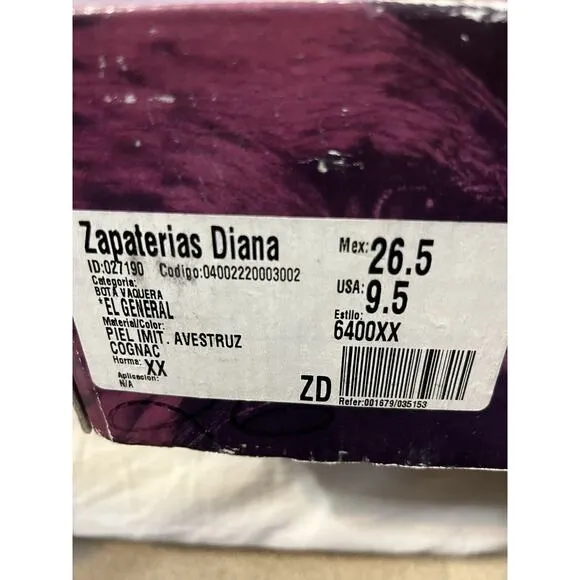 Zapaterias Diana
ID:027190 Codigo:04002220003002
Categoria:
BOTA VAQUERA
*EL GENERAL
Material/Color:
PIEL IMIT. AVESTRUZ
COGNAC
Horma: XX
Aplicacion:
N/A
ZD
Mex: 26.5
USA: 9.5
Estilo:
6400XX
Refer:001679/035153